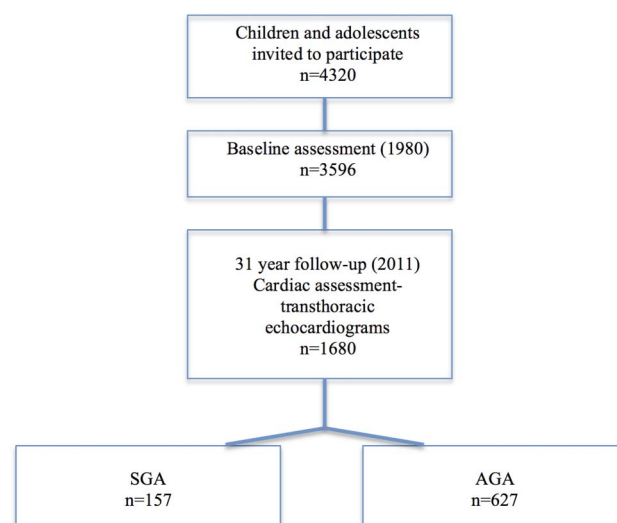 Children and adolescents
invited to participate
n=4320
Baseline assessment (1980)
n=3596
31 year follow-up (2011)
Cardiac assessment-
transthoracic
echocardiograms
n=1680
SGA
n=157
AGA
n=627